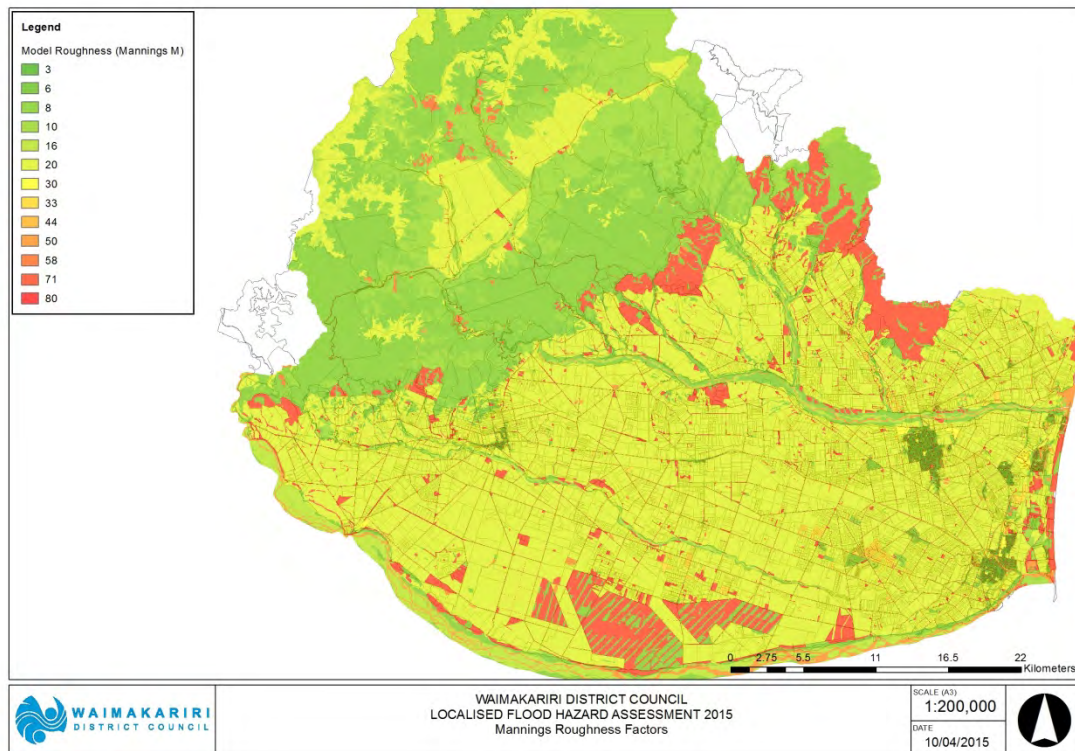 Legend
Model Roughness (Mannings M)
3
6
8
10
16
20
30
33
44
50
58
71
80
0 2.75 5.5 11 16.5 22
Kilometers
WAIMAKARIRI
DISTRICT COUNCIL
WAIMAKARIRI DISTRICT COUNCIL
LOCALISED FLOOD HAZARD ASSESSMENT 2015
Mannings Roughness Factors
SCALE (A3)
1:200,000
DATE
10/04/2015